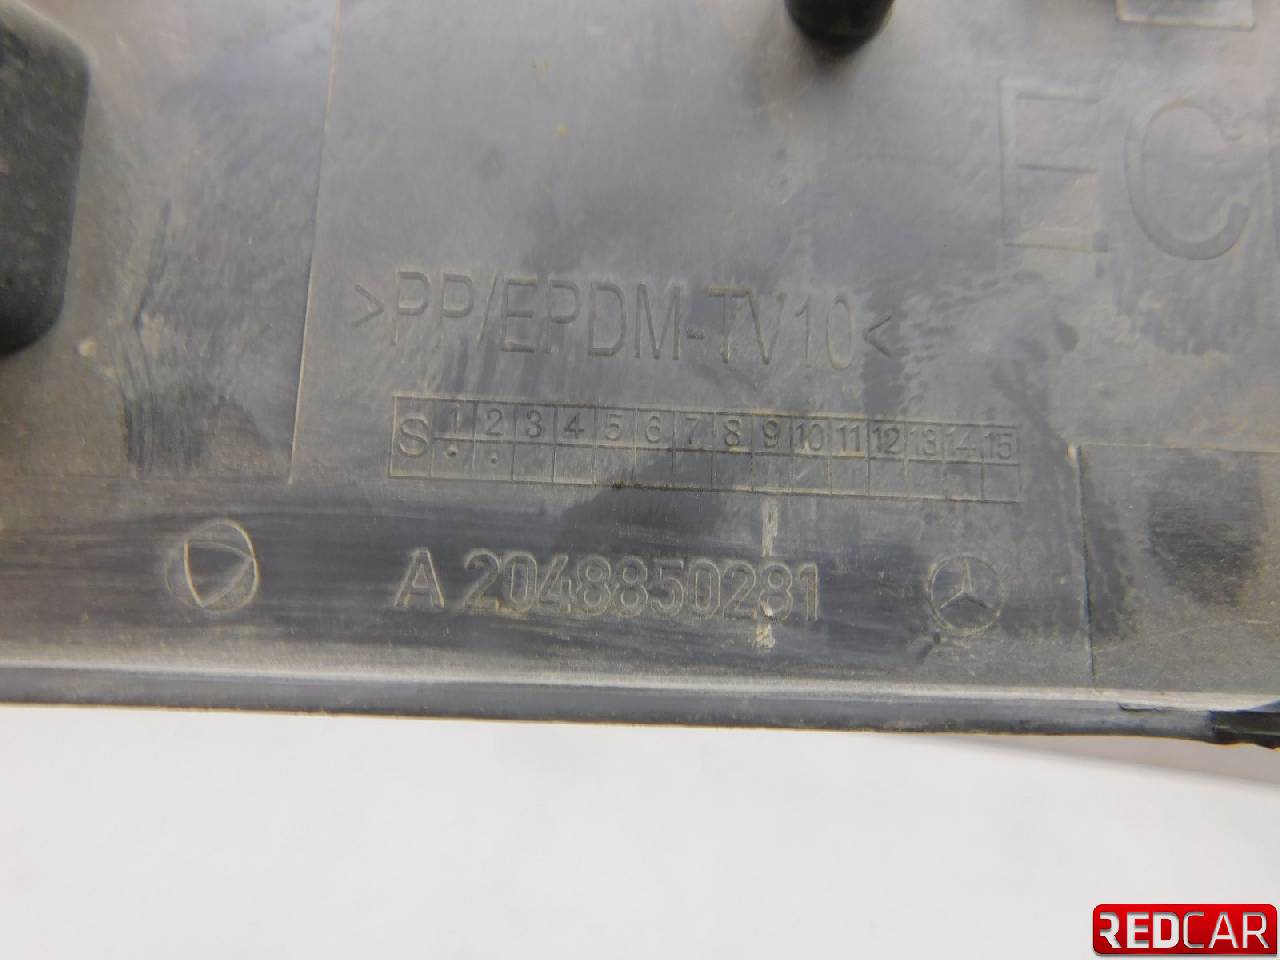 EC
>PP/EPDM-TV10<
S 1 2 3 4 5 6 7 8 9 10 11 12 13 14 15
A 2048850281
REDCAR